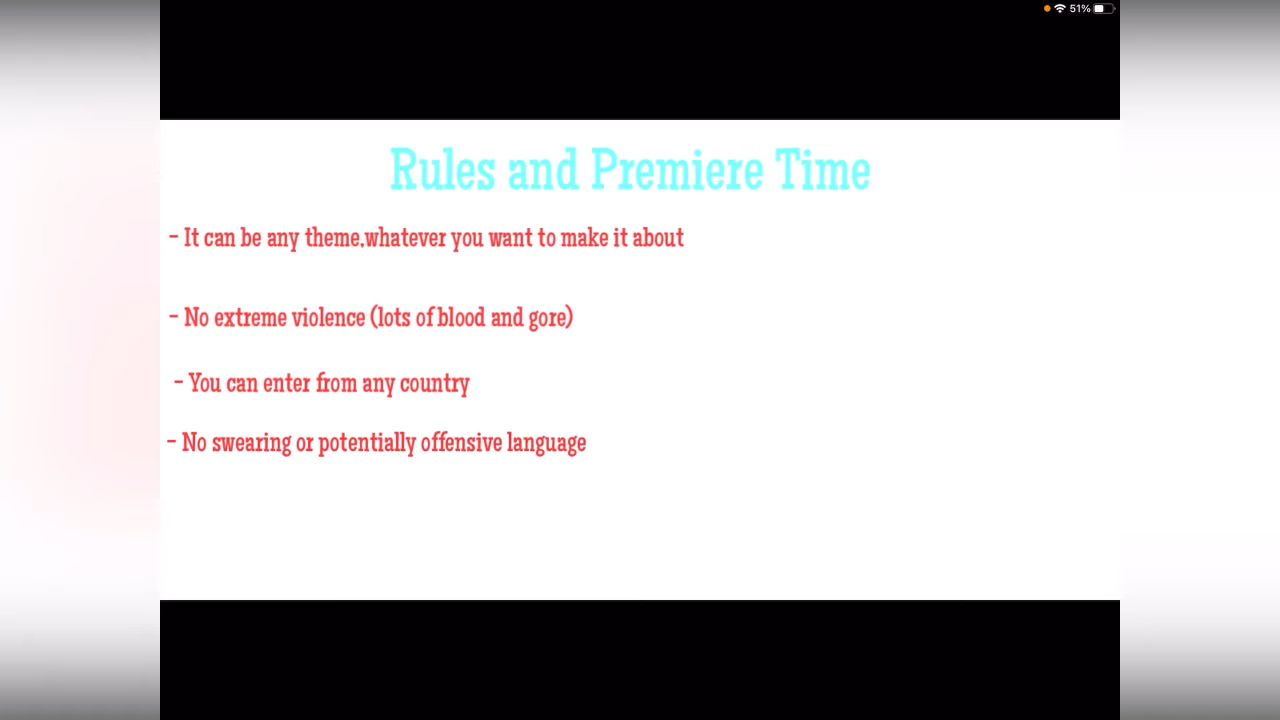 51%
Rules and Premiere Time
- It can be any theme,whatever you want to make it about
- No extreme violence (lots of blood and gore)
- You can enter from any country
- No swearing or potentially offensive language